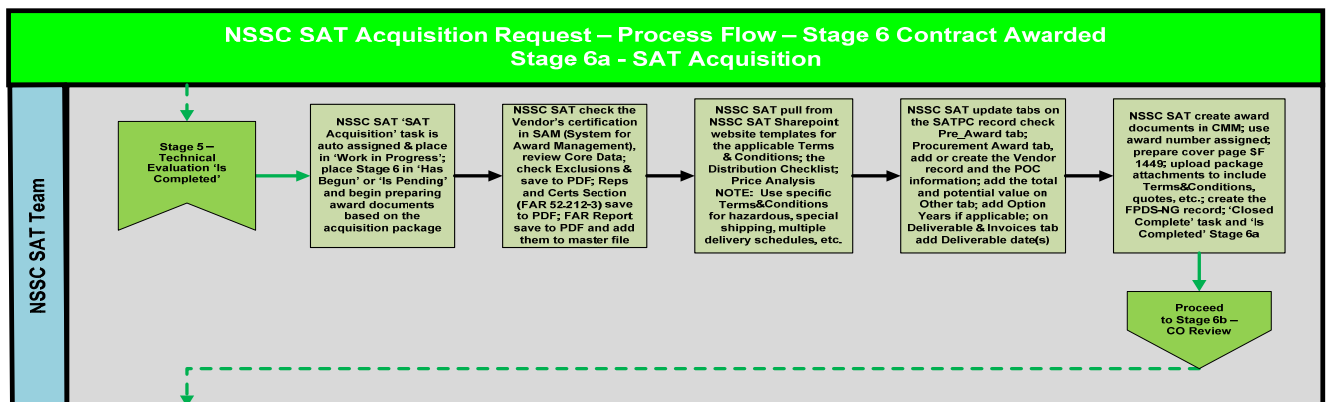 NSSC SAT Acquisition Request – Process Flow – Stage 6 Contract Awarded
Stage 6a - SAT Acquisition
NSSC SAT Team
Stage 5 –
Technical
Evaluation ‘Is
Completed’
NSSC SAT ‘SAT
Acquisition’ task is
auto assigned & place
in ‘Work in Progress’;
place Stage 6 in ‘Has
Begun’ or ‘Is Pending’
and begin preparing
award documents
based on the
acquisition package
NSSC SAT check the
Vendor’s certification
in SAM (System for
Award Management),
review Core Data;
check Exclusions &
save to PDF; Reps
and Certs Section
(FAR 52.212-3) save
to PDF; FAR Report
save to PDF and add
them to master file
NSSC SAT pull from
NSSC SAT Sharepoint
website templates for
the applicable Terms
& Conditions; the
Distribution Checklist;
Price Analysis
NOTE: Use specific
Terms&Conditions
for hazardous, special
shipping, multiple
delivery schedules, etc.
NSSC SAT update tabs on
the SATPC record check
Pre_Award tab;
Procurement Award tab,
add or create the Vendor
record and the POC
information; add the total
and potential value on
Other tab; add Option
Years if applicable; on
Deliverable & Invoices tab
add Deliverable date(s)
NSSC SAT create award
documents in CMM; use
award number assigned;
prepare cover page SF
1449; upload package
attachments to include
Terms&Conditions,
quotes, etc.; create the
FPDS-NG record; ‘Closed
Complete’ task and ‘Is
Completed’ Stage 6a
Proceed
to Stage 6b –
CO Review